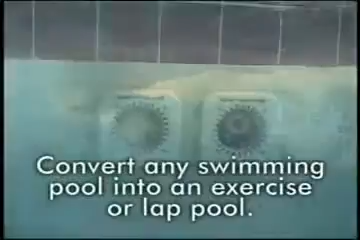 Convert any swimming
pool into an exercise
or lap pool.